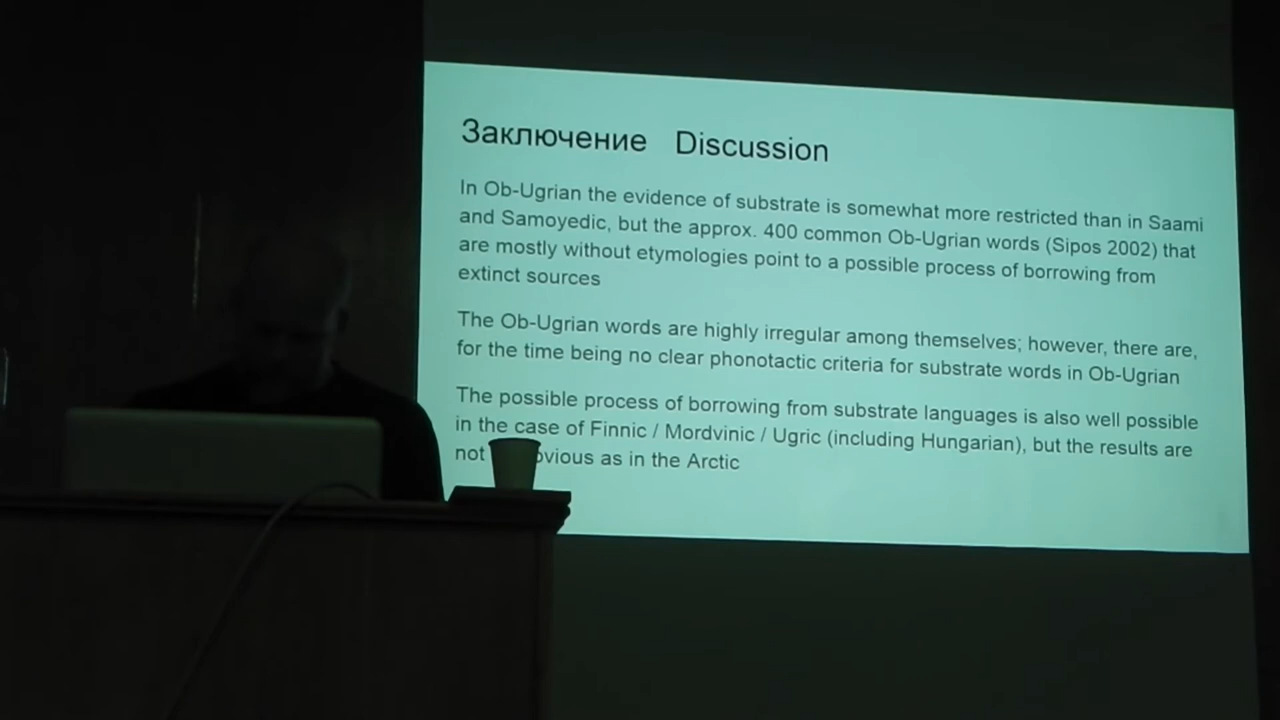 Заключение Discussion
In Ob-Ugrian the evidence of substrate is somewhat more restricted than in Saami
and Samoyedic, but the approx. 400 common Ob-Ugrian words (Sipos 2002) that
are mostly without etymologies point to a possible process of borrowing from
extinct sources
The Ob-Ugrian words are highly irregular among themselves; however, there are,
for the time being no clear phonotactic criteria for substrate words in Ob-Ugrian
The possible process of borrowing from substrate languages is also well possible
in the case of Finnic / Mordvinic / Ugric (including Hungarian), but the results are
not as in the Arctic